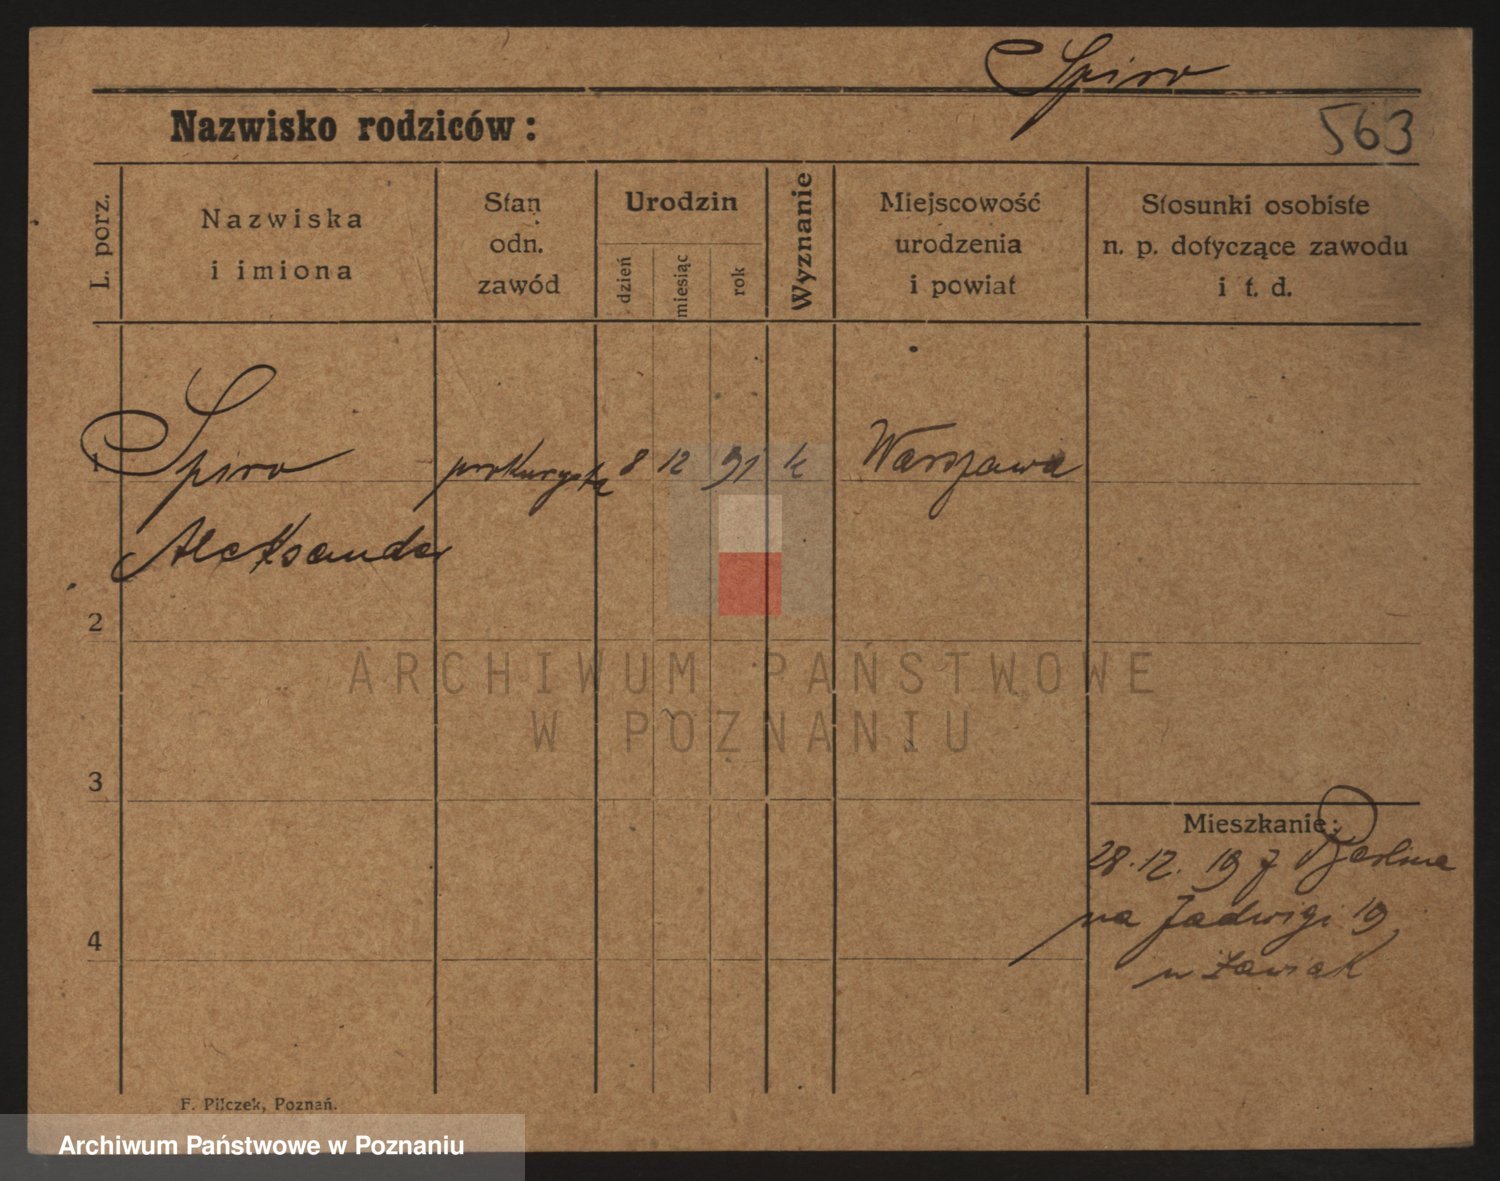 Spiro
Nazwisko rodziców:
563
L. porz.
Nazwiska
i imiona
Stan
odn.
zawód
Urodzin
dzień
miesiąc
rok
Wyznanie
Miejscowość
urodzenia
i powiat
Stosunki osobiste
n. p. dotyczące zawodu
i t. d.
1
Spiro prokurysta 8 12 91 k Warszawa
Aleksander
2
ARCHIWUM PAŃSTWOWE
W POZNANIU
3
Mieszkanie:
28.12.19 z Berlina
na Jadwigi 19
4
F. Pilczek, Poznań.
Archiwum Państwowe w Poznaniu